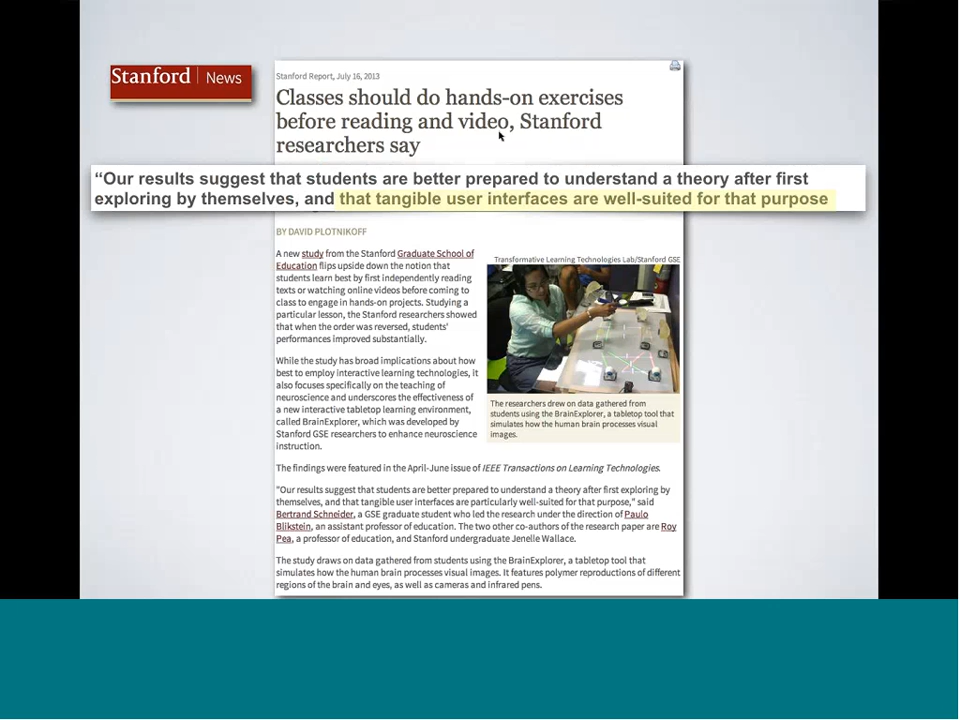 Stanford | News
Stanford Report, July 16, 2013
Classes should do hands-on exercises
before reading and video, Stanford
researchers say
“Our results suggest that students are better prepared to understand a theory after first
exploring by themselves, and that tangible user interfaces are well-suited for that purpose
BY DAVID PLOTNIKOFF
A new study from the Stanford Graduate School of
Education flips upside down the notion that
students learn best by first independently reading
texts or watching online videos before coming to
class to engage in hands-on projects. Studying a
particular lesson, the Stanford researchers showed
that when the order was reversed, students'
performances improved substantially.
While the study has broad implications about how
best to employ interactive learning technologies, it
also focuses specifically on the teaching of
neuroscience and underscores the effectiveness of
a new interactive tabletop learning environment,
called BrainExplorer, which was developed by
Stanford GSE researchers to enhance neuroscience
instruction.
Transformative Learning Technologies Lab/Stanford GSE
The researchers drew on data gathered from
students using the BrainExplorer, a tabletop tool that
simulates how the human brain processes visual
images.
The findings were featured in the April-June issue of IEEE Transactions on Learning Technologies.
"Our results suggest that students are better prepared to understand a theory after first exploring by
themselves, and that tangible user interfaces are particularly well-suited for that purpose," said
Bertrand Schneider, a GSE graduate student who led the research under the direction of Paulo
Blikstein, an assistant professor of education. The two other co-authors of the research paper are Roy
Pea, a professor of education, and Stanford undergraduate Jenelle Wallace.
The study draws on data gathered from students using the BrainExplorer, a tabletop tool that
simulates how the human brain processes visual images. It features polymer reproductions of different
regions of the brain and eyes, as well as cameras and infrared pens.